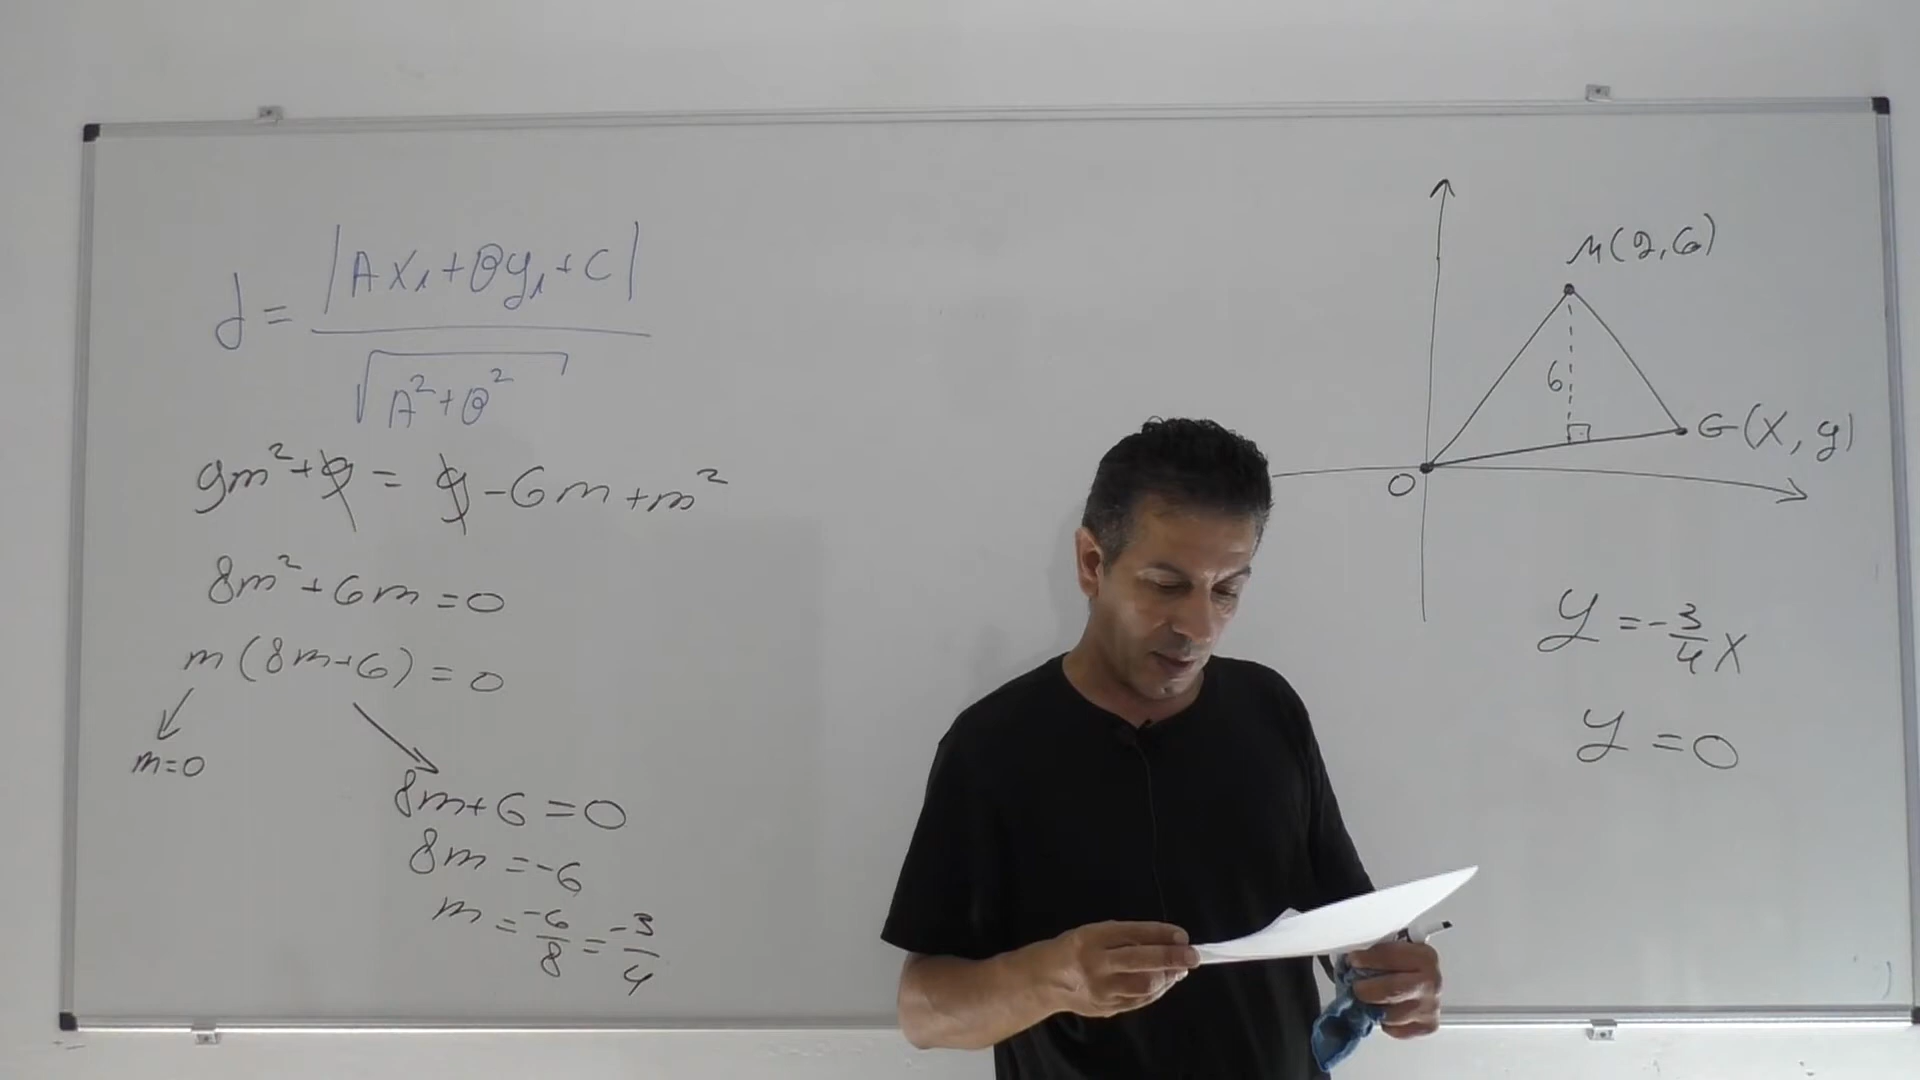 d = |Ax₁+By₁+C| / √(A²+B²)
9m²+9 = 9-6m+m²
8m²+6m=0
m(8m+6)=0
m=0
8m+6=0
8m=-6
m=-6/8=-3/4
M(2,6)
6
G(x,y)
O
y=-3/4x
y=0